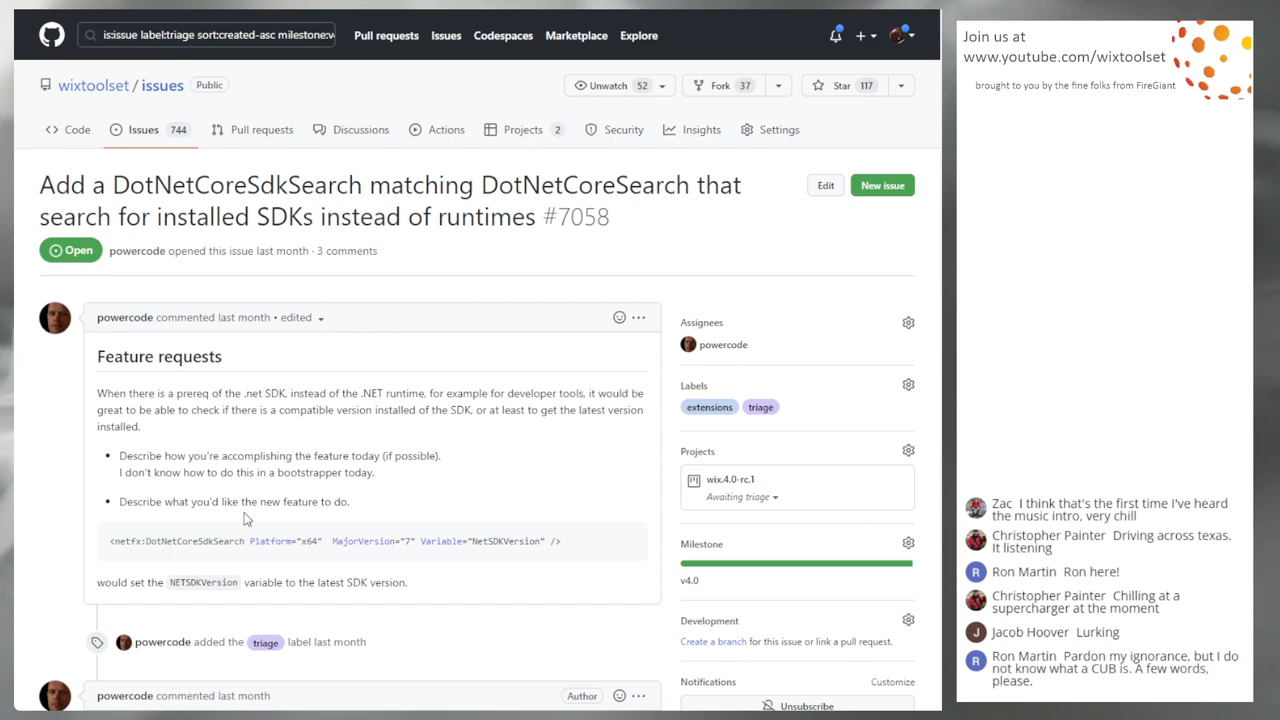 is:issue label:triage sort:created-asc milestone:v
Pull requests Issues Codespaces Marketplace Explore
wixtoolset / issues Public
Unwatch 52 Fork 37 Star 117
Code Issues 744 Pull requests Discussions Actions Projects 2 Security Insights Settings
Add a DotNetCoreSdkSearch matching DotNetCoreSearch that
search for installed SDKs instead of runtimes #7058
Edit New issue
Open powercode opened this issue last month · 3 comments
powercode commented last month • edited
Feature requests
When there is a prereq of the .net SDK, instead of the .NET runtime, for example for developer tools, it would be
great to be able to check if there is a compatible version installed of the SDK, or at least to get the latest version
installed.
• Describe how you're accomplishing the feature today (if possible).
I don't know how to do this in a bootstrapper today.
• Describe what you'd like the new feature to do.
<netfx:DotNetCoreSdkSearch Platform="x64" MajorVersion="7" Variable="NetSDKVersion" />
would set the NETSDKVersion variable to the latest SDK version.
powercode added the triage label last month
powercode commented last month Author
Assignees
powercode
Labels
extensions triage
Projects
wix.4.0-rc.1
Awaiting triage
Milestone
v4.0
Development
Create a branch for this issue or link a pull request.
Notifications Customize
Unsubscribe
Join us at
www.youtube.com/wixtoolset
brought to you by the fine folks from FireGiant
Zac I think that's the first time I've heard
the music intro, very chill
Christopher Painter Driving across texas.
It listening
R Ron Martin Ron here!
Christopher Painter Chilling at a
supercharger at the moment
J Jacob Hoover Lurking
R Ron Martin Pardon my ignorance, but I do
not know what a CUB is. A few words,
please.